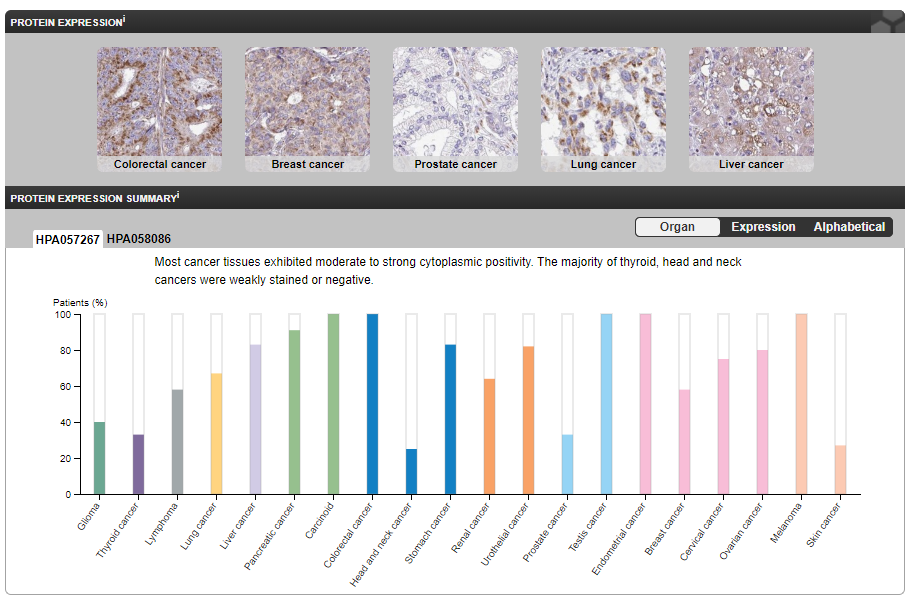 PROTEIN EXPRESSIONi
Colorectal cancer
Breast cancer
Prostate cancer
Lung cancer
Liver cancer
PROTEIN EXPRESSION SUMMARYi
Organ
Expression
Alphabetical
HPA057267
HPA058086
Most cancer tissues exhibited moderate to strong cytoplasmic positivity. The majority of thyroid, head and neck
cancers were weakly stained or negative.
Patients (%)
100
80
60
40
20
0
Glioma
Thyroid cancer
Lymphoma
Lung cancer
Liver cancer
Pancreatic cancer
Carcinoid
Colorectal cancer
Head and neck cancer
Stomach cancer
Renal cancer
Urothelial cancer
Prostate cancer
Testis cancer
Endometrial cancer
Breast cancer
Cervical cancer
Ovarian cancer
Melanoma
Skin cancer